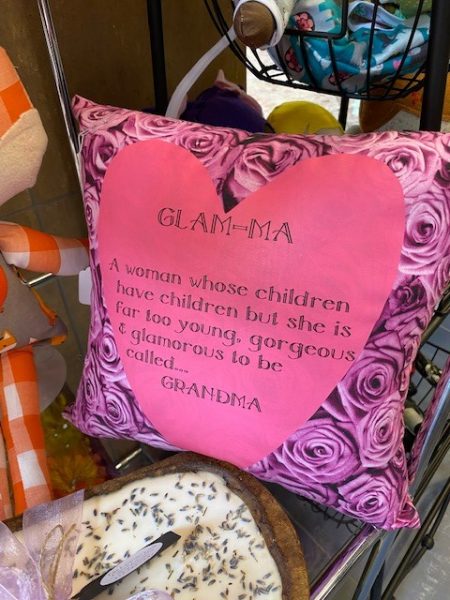 GLAM-MA
A woman whose children
have children but she is
far too young, gorgeous
& glamorous to be
called....
GRANDMA